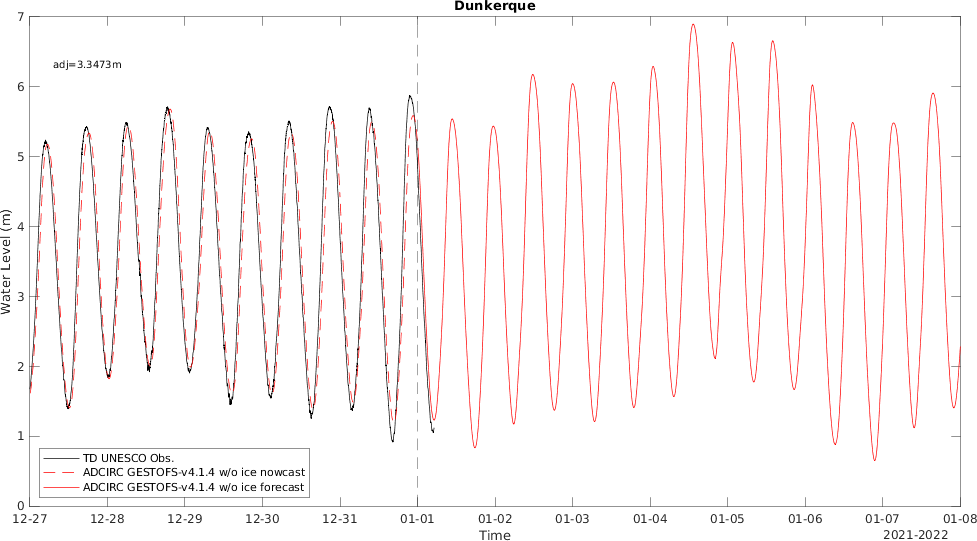 Dunkerque
adj=3.3473m
Water Level (m)
7
6
5
4
3
2
1
0
TD UNESCO Obs.
ADCIRC GESTOFS-v4.1.4 w/o ice nowcast
ADCIRC GESTOFS-v4.1.4 w/o ice forecast
12-27 12-28 12-29 12-30 12-31 01-01 01-02 01-03 01-04 01-05 01-06 01-07 01-08
Time
2021-2022